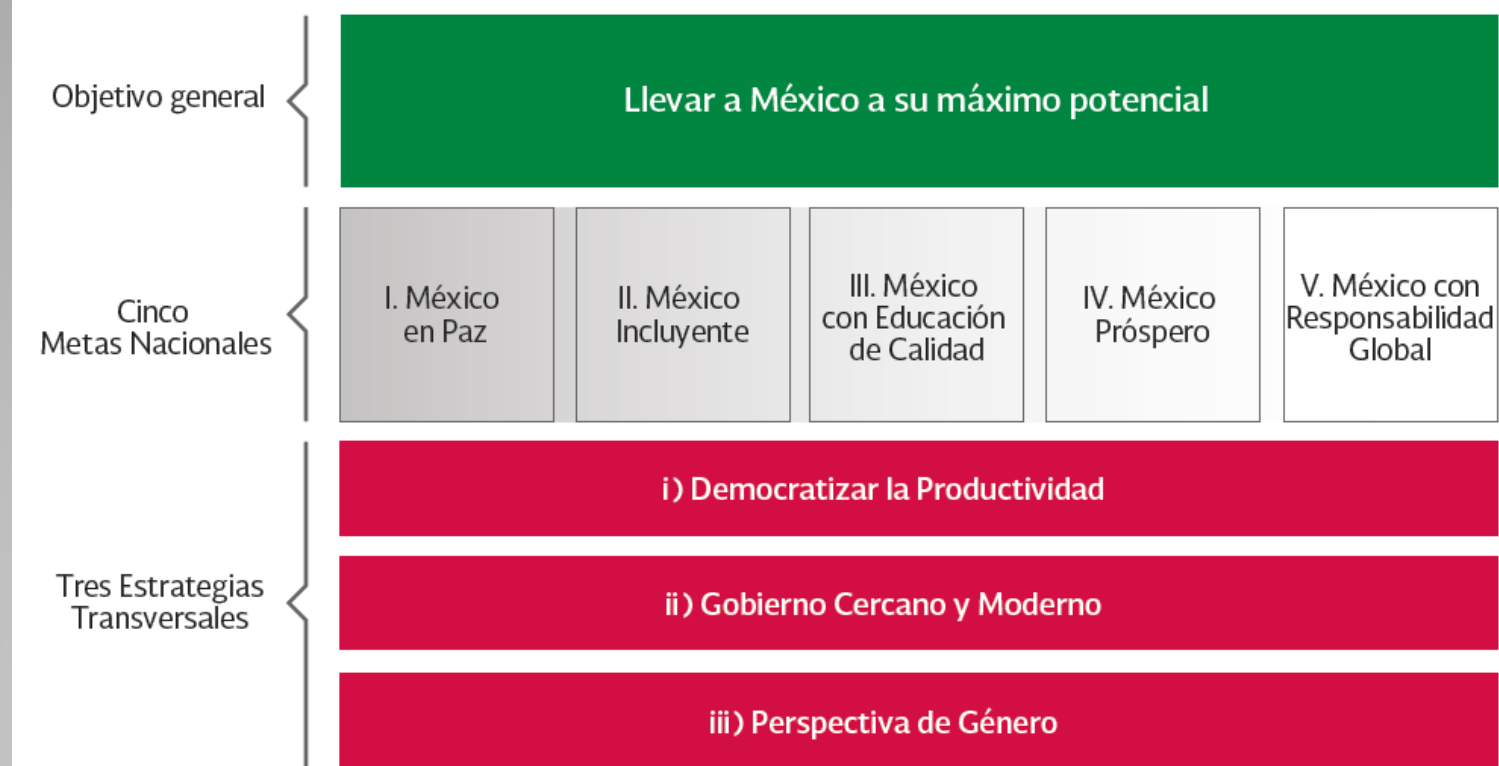 Objetivo general
Llevar a México a su máximo potencial
Cinco
Metas Nacionales
I. México
en Paz
II. México
Incluyente
III. México
con Educación
de Calidad
IV. México
Próspero
V. México con
Responsabilidad
Global
Tres Estrategias
Transversales
i) Democratizar la Productividad
ii) Gobierno Cercano y Moderno
iii) Perspectiva de Género